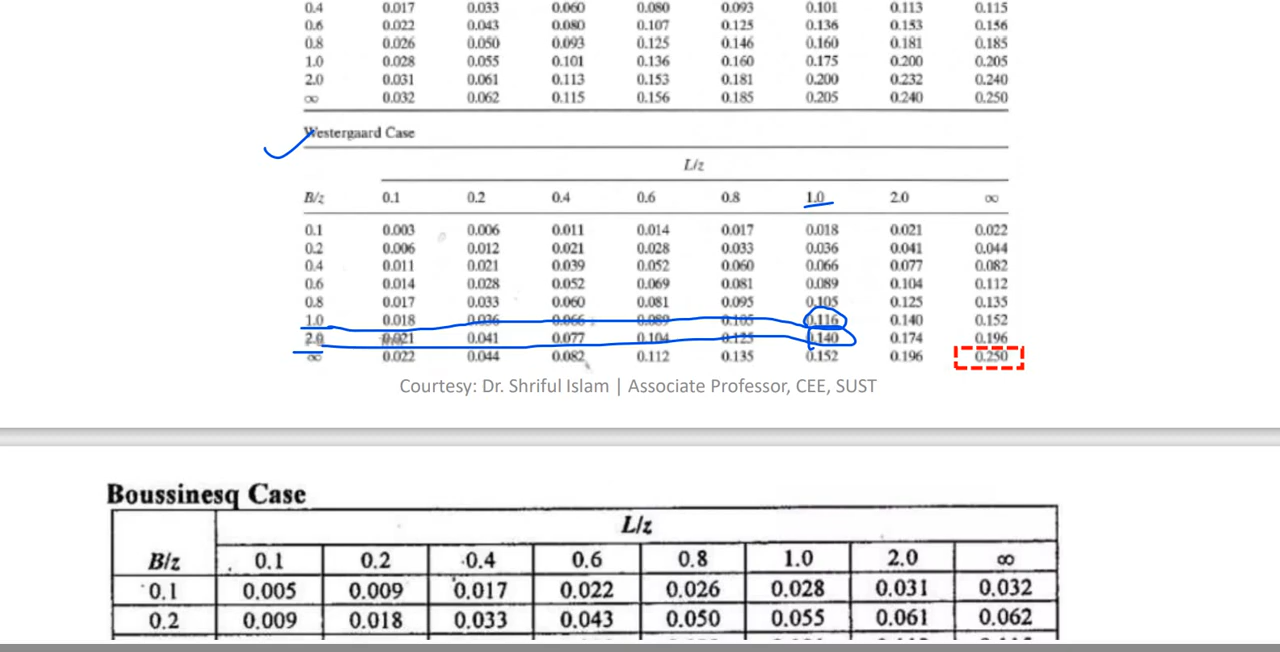 0.4 0.017 0.033 0.060 0.080 0.093 0.101 0.113 0.115
0.6 0.022 0.043 0.080 0.107 0.125 0.136 0.153 0.156
0.8 0.026 0.050 0.093 0.125 0.146 0.160 0.181 0.185
1.0 0.028 0.055 0.101 0.136 0.160 0.175 0.200 0.205
2.0 0.031 0.061 0.113 0.153 0.181 0.200 0.232 0.240
∞ 0.032 0.062 0.115 0.156 0.185 0.205 0.240 0.250
Westergaard Case
L/z
B/z 0.1 0.2 0.4 0.6 0.8 1.0 2.0 ∞
0.1 0.003 0.006 0.011 0.014 0.017 0.018 0.021 0.022
0.2 0.006 0.012 0.021 0.028 0.033 0.036 0.041 0.044
0.4 0.011 0.021 0.039 0.052 0.060 0.066 0.077 0.082
0.6 0.014 0.028 0.052 0.069 0.081 0.089 0.104 0.112
0.8 0.017 0.033 0.060 0.081 0.095 0.105 0.125 0.135
1.0 0.018 0.036 0.066 0.089 0.105 0.116 0.140 0.152
2.0 0.021 0.041 0.077 0.104 0.125 0.140 0.174 0.196
∞ 0.022 0.044 0.082 0.112 0.135 0.152 0.196 0.250
Courtesy: Dr. Shriful Islam | Associate Professor, CEE, SUST
Boussinesq Case
L/z
B/z 0.1 0.2 0.4 0.6 0.8 1.0 2.0 ∞
0.1 0.005 0.009 0.017 0.022 0.026 0.028 0.031 0.032
0.2 0.009 0.018 0.033 0.043 0.050 0.055 0.061 0.062